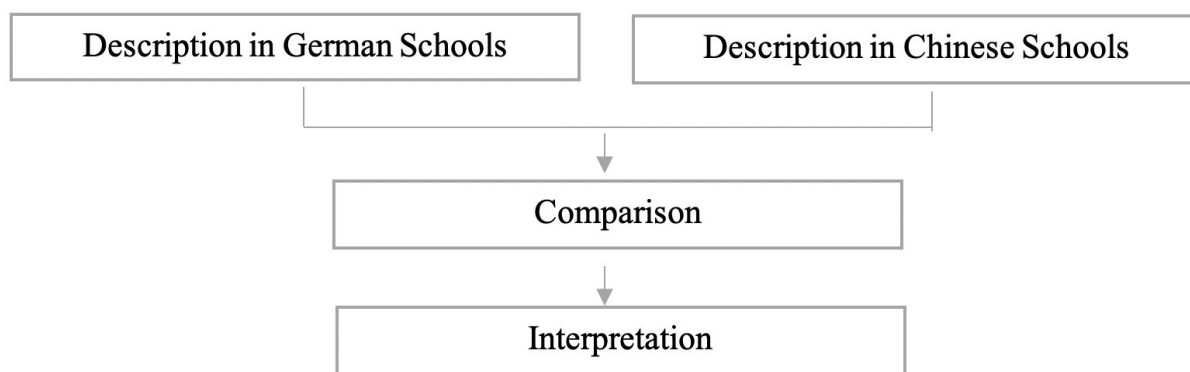 Description in German Schools
Description in Chinese Schools
Comparison
Interpretation